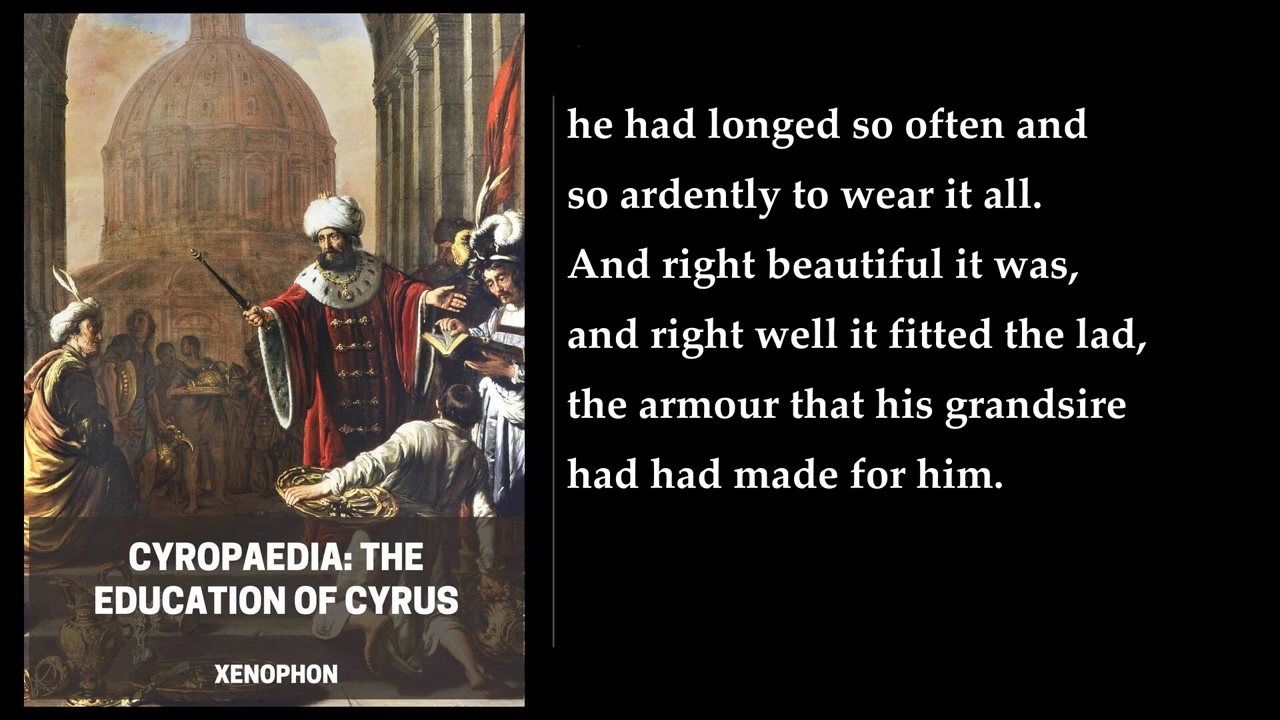 he had longed so often and
so ardently to wear it all.
And right beautiful it was,
and right well it fitted the lad,
the armour that his grandsire
had had made for him.
CYROPAEDIA: THE
EDUCATION OF CYRUS
XENOPHON